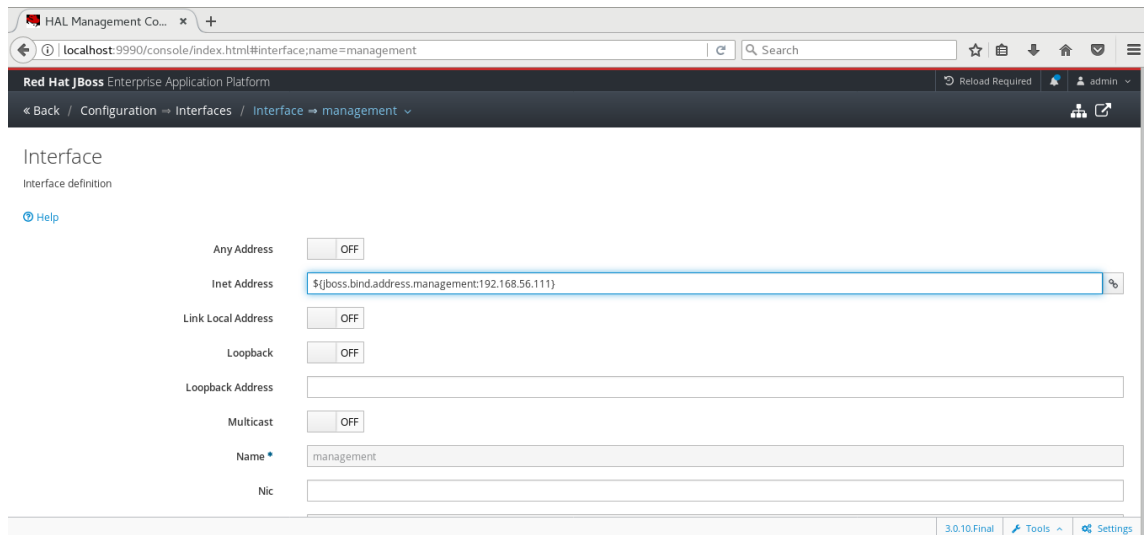 HAL Management Co... × +
localhost:9990/console/index.html#interface;name=management Search
Red Hat JBoss Enterprise Application Platform Reload Required admin
« Back / Configuration ⇒ Interfaces / Interface ⇒ management
Interface
Interface definition
Help
Any Address OFF
Inet Address ${jboss.bind.address.management:192.168.56.111}
Link Local Address OFF
Loopback OFF
Loopback Address
Multicast OFF
Name * management
Nic
3.0.10.Final Tools Settings